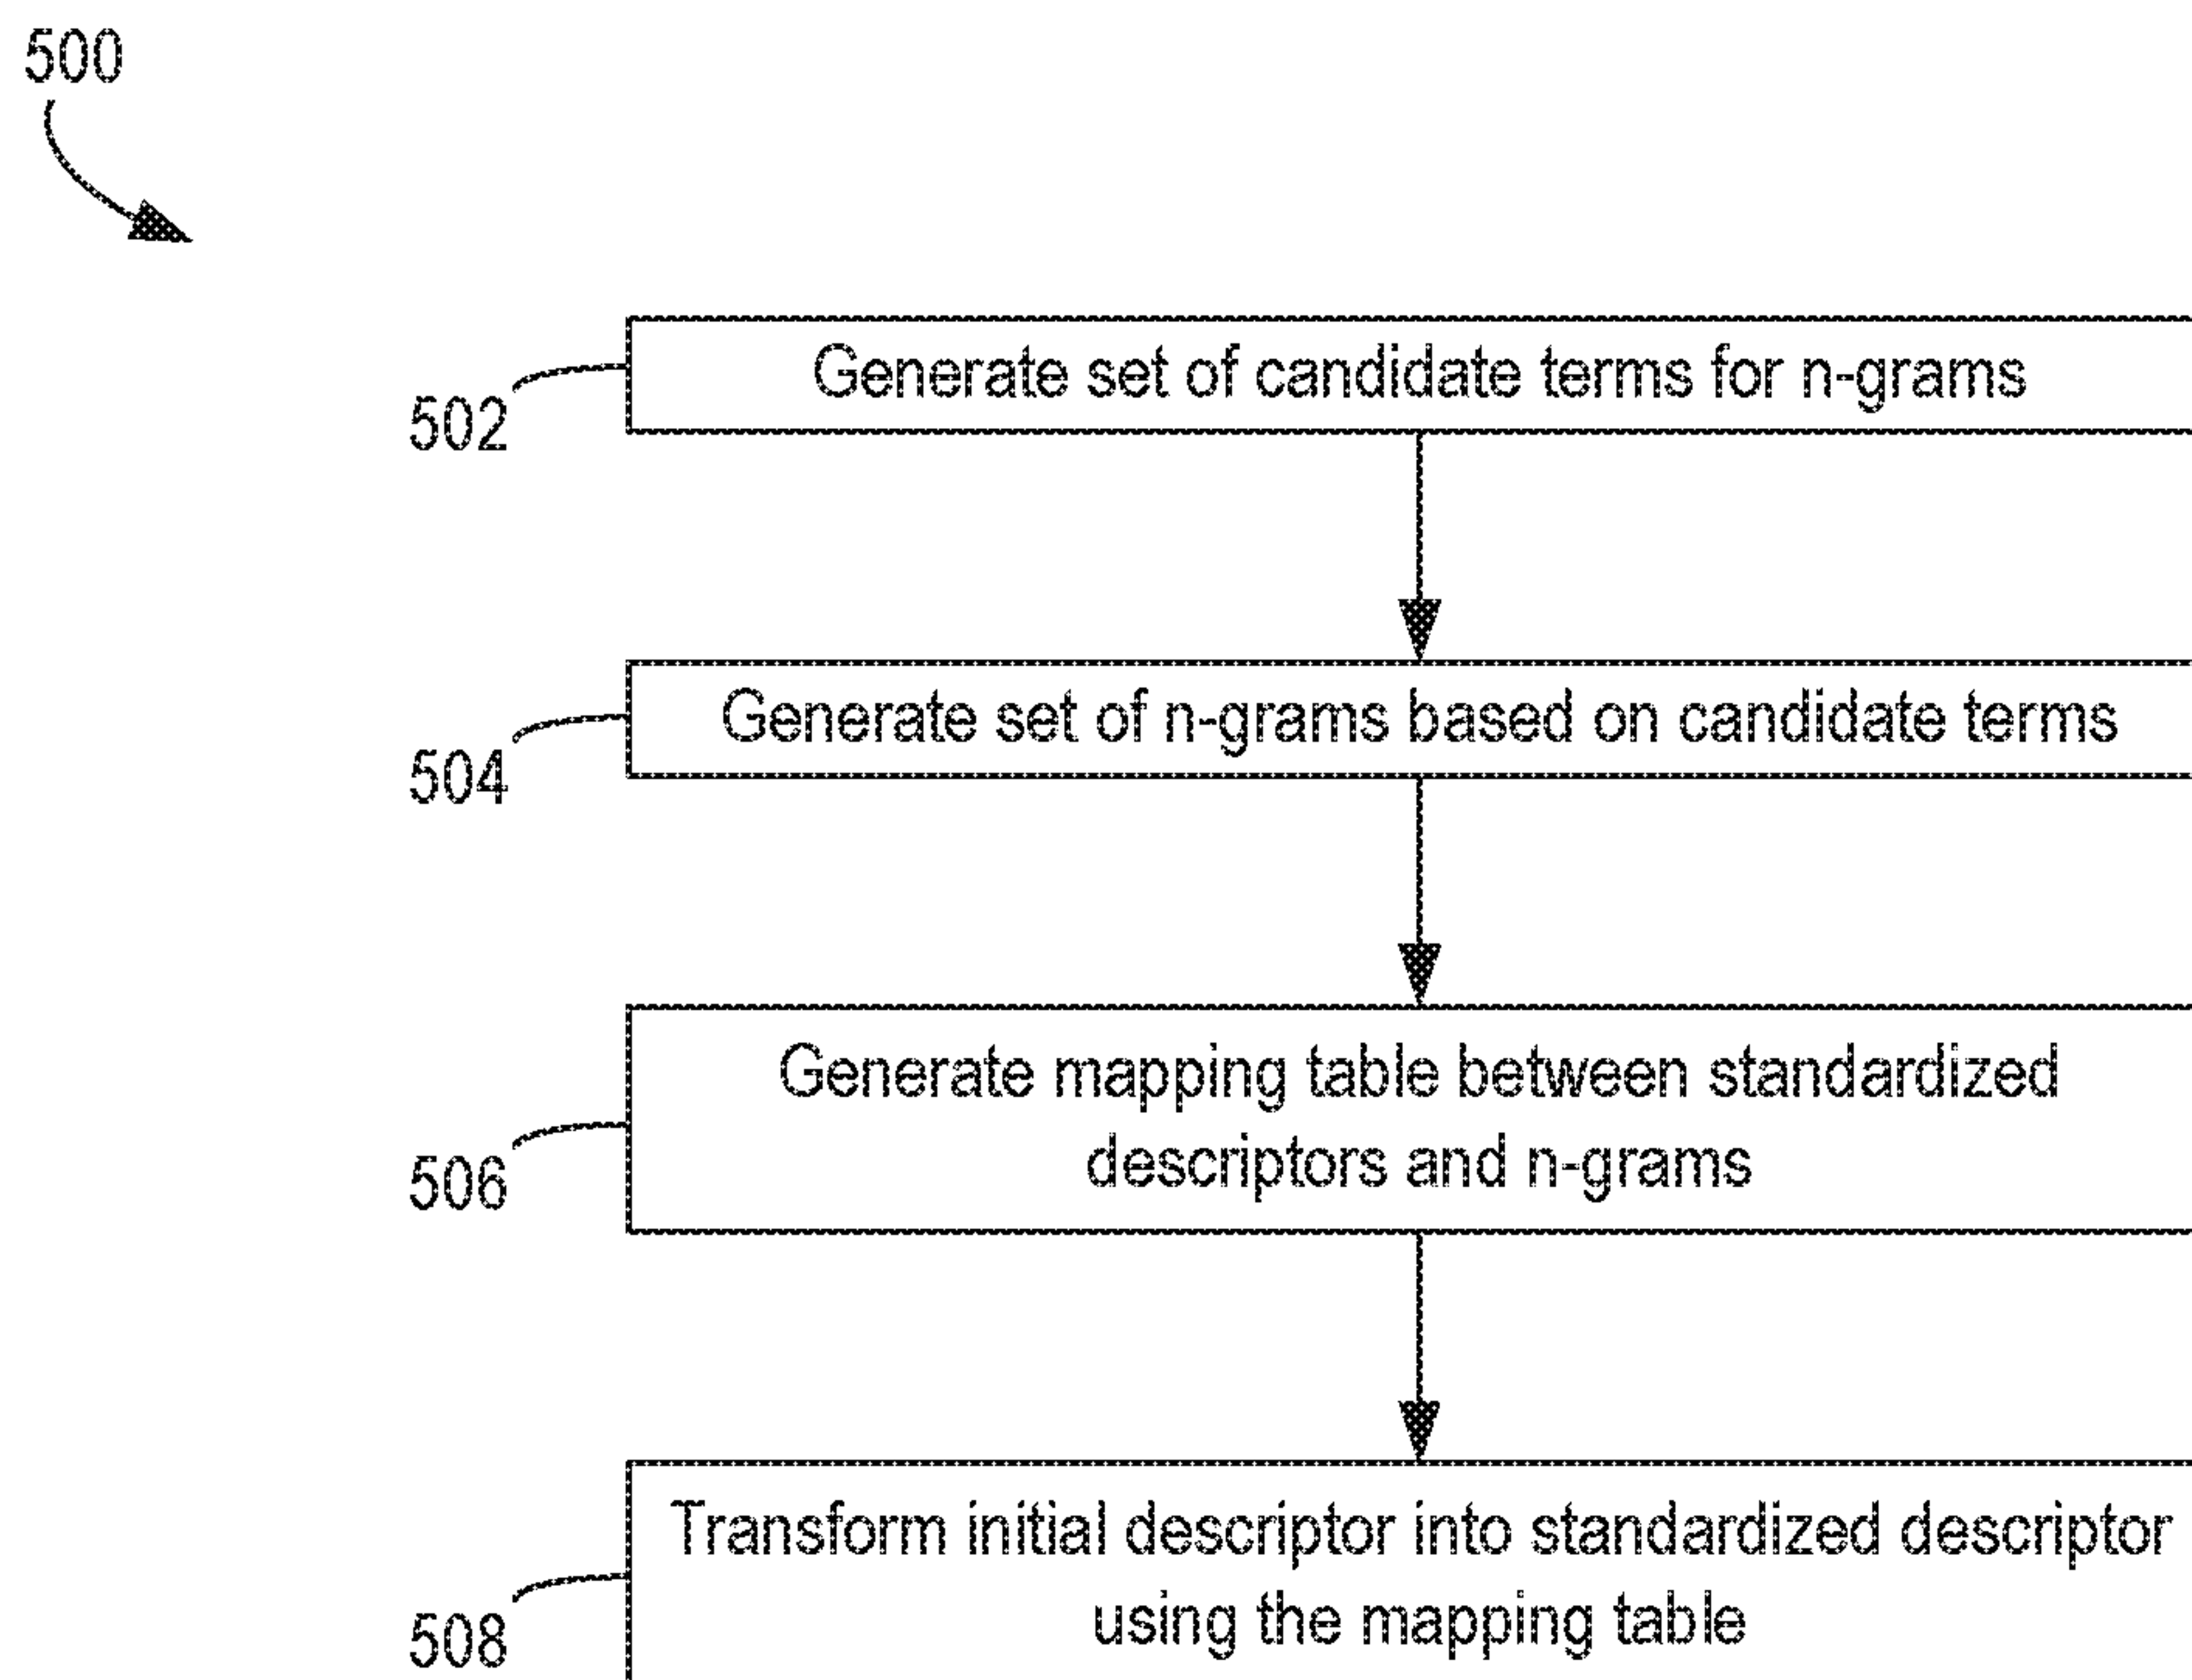 500
Generate set of candidate terms for n-grams
502
Generate set of n-grams based on candidate terms
504
Generate mapping table between standardized
descriptors and n-grams
506
Transform initial descriptor into standardized descriptor
using the mapping table
508